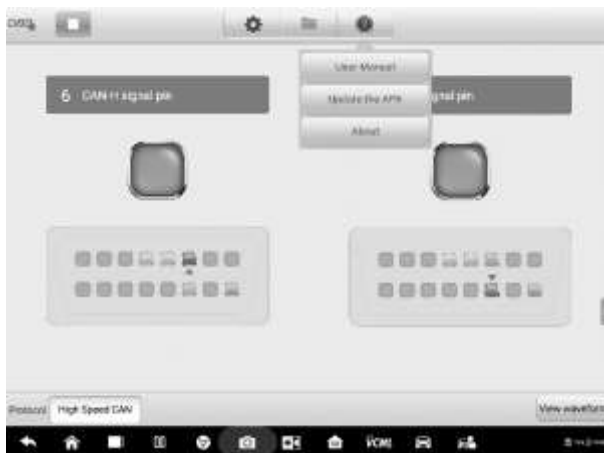 User Manual
6 CAN-H signal pin
Update the APK
signal pin
About
Protocol High Speed CAN
View waveform
VCMI